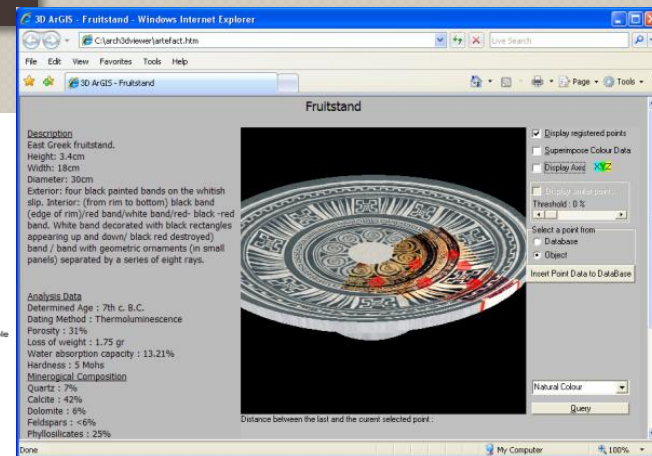 3D ArGIS - Fruitstand - Windows Internet Explorer
C:\arch3dviewer\artefact.htm
Live Search
File Edit View Favorites Tools Help
3D ArGIS - Fruitstand
Page Tools
Fruitstand
Description
East Greek fruitstand.
Height: 3.4cm
Width: 18cm
Diameter: 30cm
Exterior: four black painted bands on the whitish
slip. Interior: (from rim to bottom) black band
(edge of rim)/red band/white band/red- black -red
band. White band decorated with black rectangles
appearing up and down/ black red destroyed)
band / band with geometric ornaments (in small
panels) separated by a series of eight rays.
Analysis Data
Determined Age : 7th c. B.C.
Dating Method : Thermoluminescence
Porosity : 31%
Loss of weight : 1.75 gr
Water absorption capacity : 13.21%
Hardness : 5 Mohs
Minerogical Composition
Quartz : 7%
Calcite : 42%
Dolomite : 6%
Feldspars : <6%
Phyllosilicates : 25%
Display registered points
Superimpose Colour Data
Display Axis XYZ
Display similar points
Threshold : 0 %
Select a point from
Database
Object
Insert Point Data to DataBase
Natural Colour
Query
Distance between the last and the curent selected point :
Done
My Computer
100%